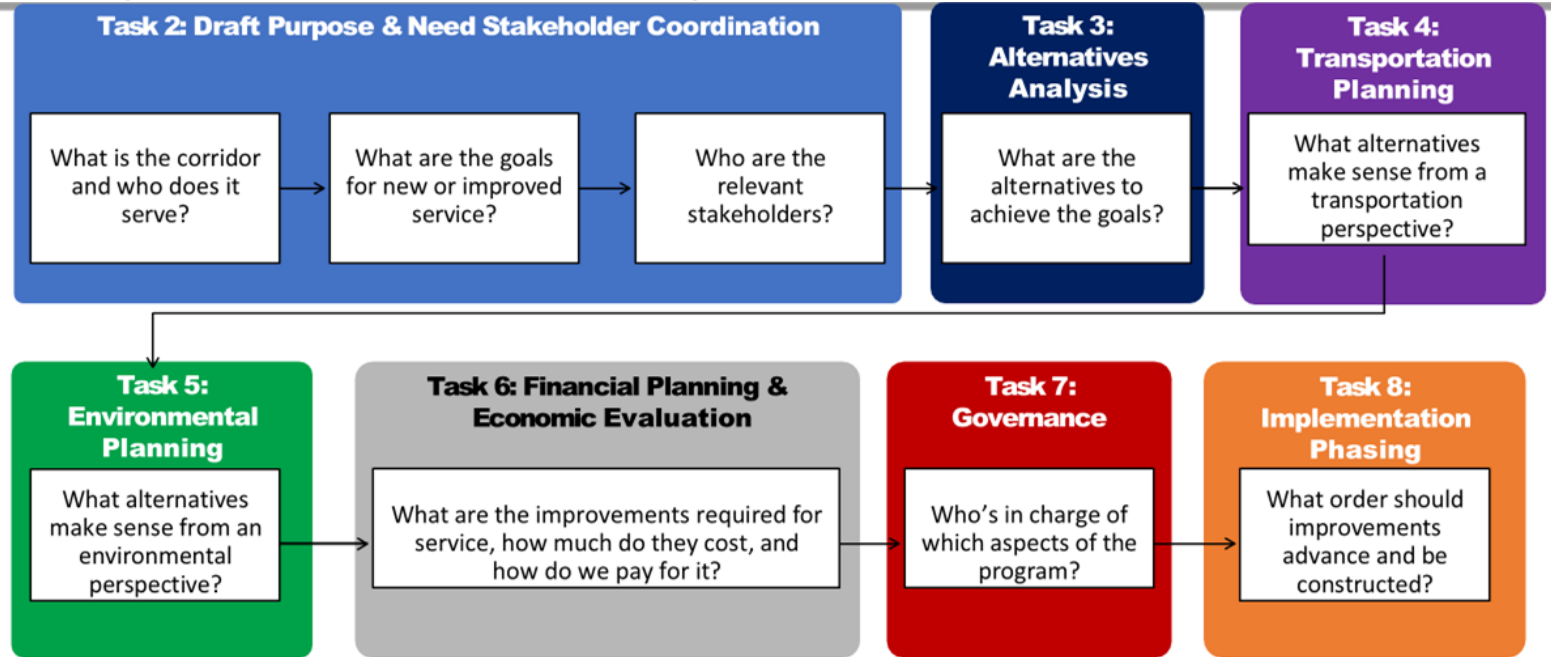 Task 2: Draft Purpose & Need Stakeholder Coordination
What is the corridor
and who does it
serve?
What are the goals
for new or improved
service?
Who are the
relevant
stakeholders?
Task 3:
Alternatives
Analysis
What are the
alternatives to
achieve the goals?
Task 4:
Transportation
Planning
What alternatives
make sense from a
transportation
perspective?
Task 5:
Environmental
Planning
What alternatives
make sense from an
environmental
perspective?
Task 6: Financial Planning &
Economic Evaluation
What are the improvements required for
service, how much do they cost, and
how do we pay for it?
Task 7:
Governance
Who's in charge of
which aspects of the
program?
Task 8:
Implementation
Phasing
What order should
improvements
advance and be
constructed?